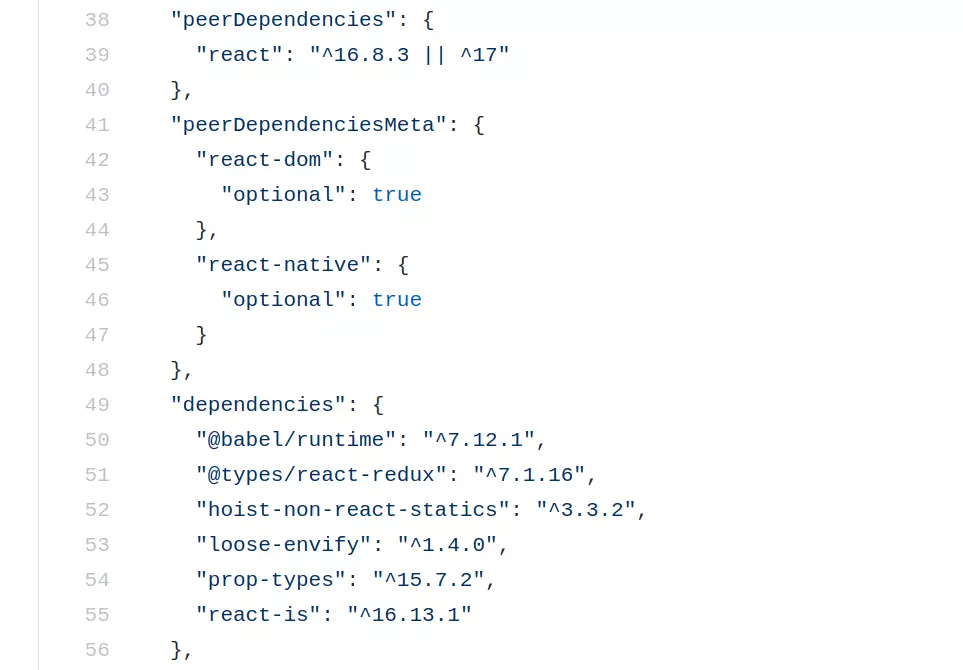 38 "peerDependencies": {
39 "react": "^16.8.3 || ^17"
40 },
41 "peerDependenciesMeta": {
42 "react-dom": {
43 "optional": true
44 },
45 "react-native": {
46 "optional": true
47 }
48 },
49 "dependencies": {
50 "@babel/runtime": "^7.12.1",
51 "@types/react-redux": "^7.1.16",
52 "hoist-non-react-statics": "^3.3.2",
53 "loose-envify": "^1.4.0",
54 "prop-types": "^15.7.2",
55 "react-is": "^16.13.1"
56 },